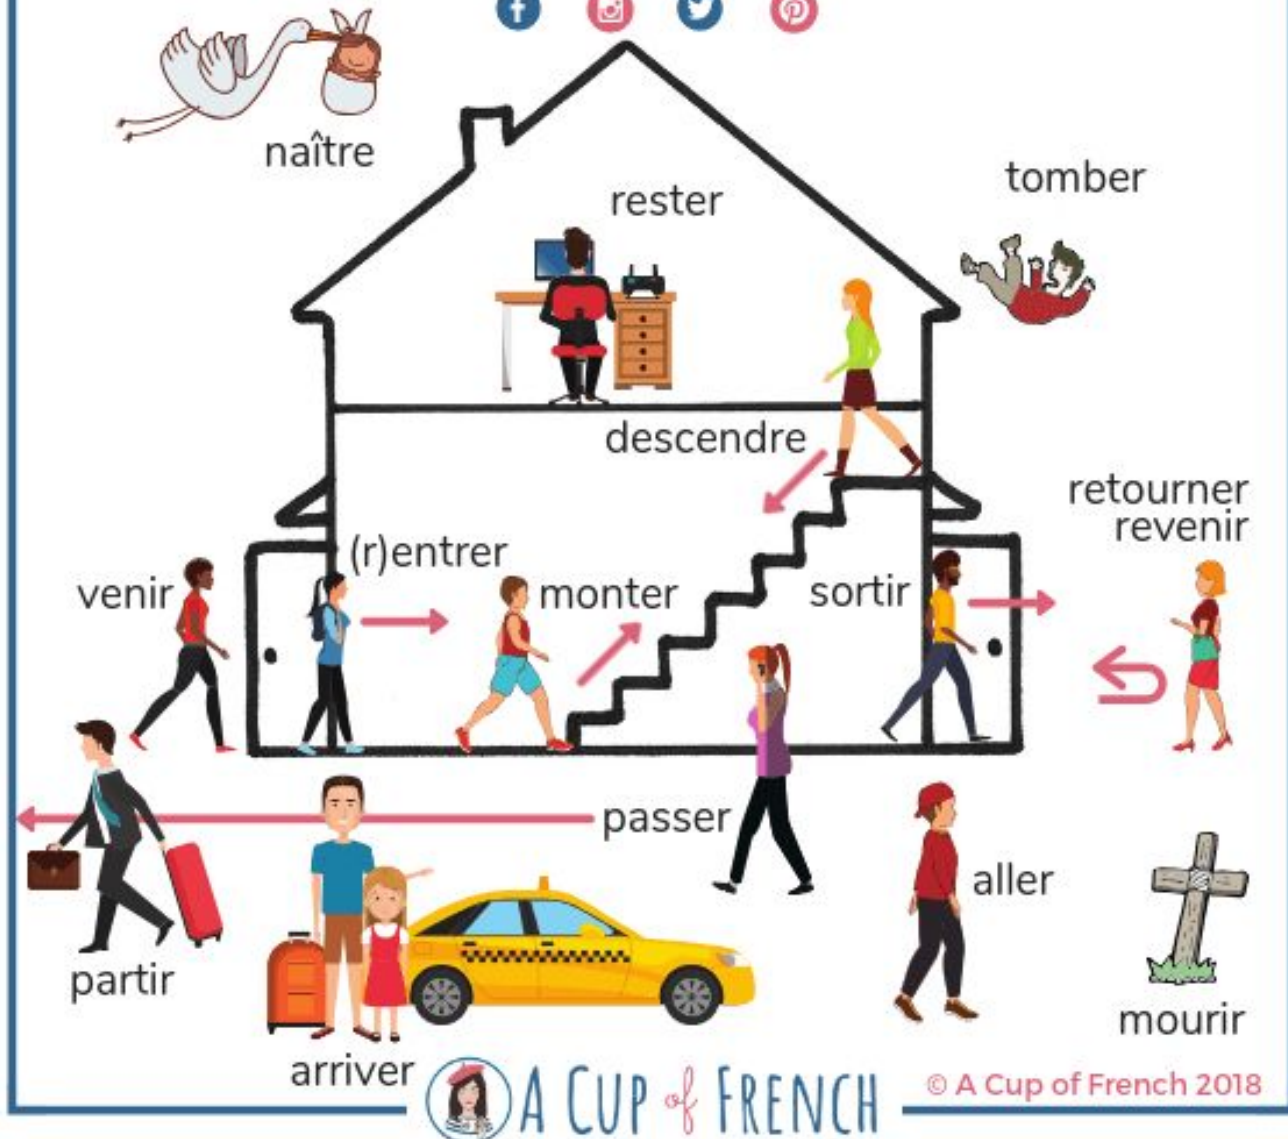 naître
rester
tomber
descendre
retourner
revenir
(r)entrer
venir
monter
sortir
passer
aller
partir
mourir
arriver
A CUP of FRENCH
© A Cup of French 2018